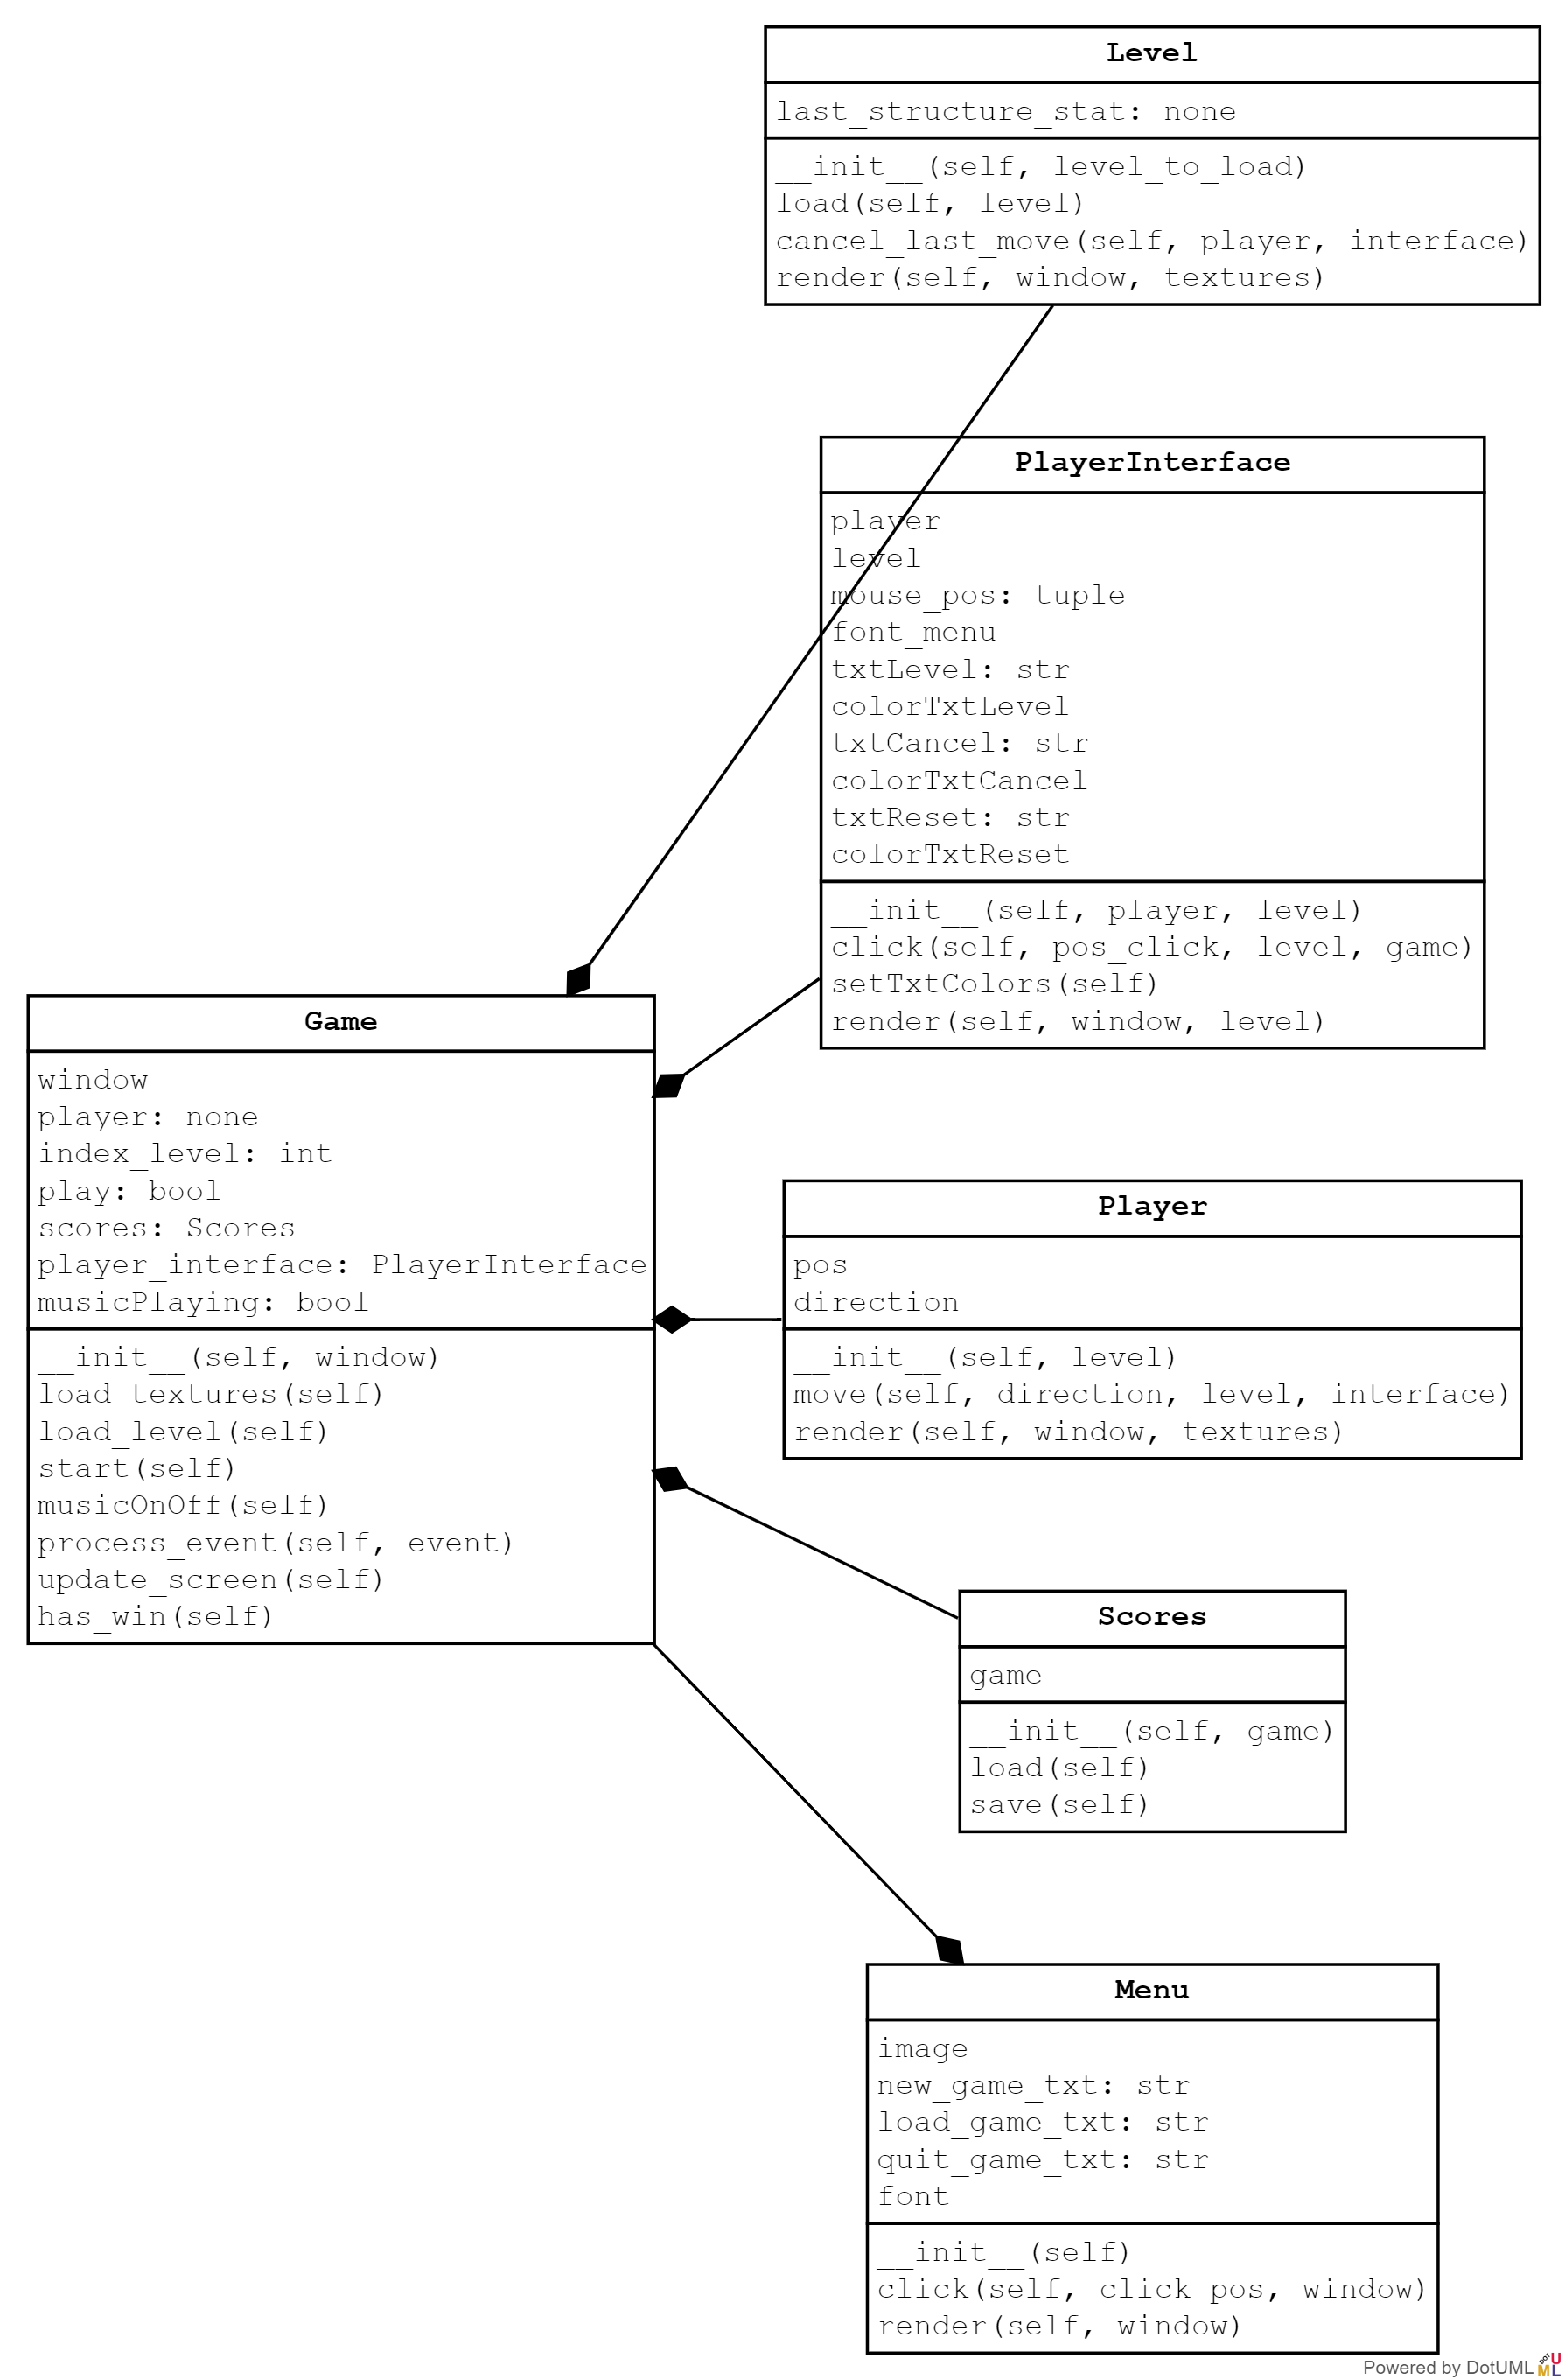 Level
last_structure_stat: none
__init__(self, level_to_load)
load(self, level)
cancel_last_move(self, player, interface)
render(self, window, textures)
PlayerInterface
player
level
mouse_pos: tuple
font_menu
txtLevel: str
colorTxtLevel
txtCancel: str
colorTxtCancel
txtReset: str
colorTxtReset
__init__(self, player, level)
click(self, pos_click, level, game)
setTxtColors(self)
render(self, window, level)
Game
window
player: none
index_level: int
play: bool
scores: Scores
player_interface: PlayerInterface
musicPlaying: bool
__init__(self, window)
load_textures(self)
load_level(self)
start(self)
musicOnOff(self)
process_event(self, event)
update_screen(self)
has_win(self)
Player
pos
direction
__init__(self, level)
move(self, direction, level, interface)
render(self, window, textures)
Scores
game
__init__(self, game)
load(self)
save(self)
Menu
image
new_game_txt: str
load_game_txt: str
quit_game_txt: str
font
__init__(self)
click(self, click_pos, window)
render(self, window)
Powered by DotUML